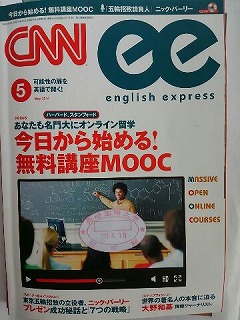 今日から始める! 無料講座MOOC
五輪招致請負人 ニック・バーリー
CNN ee
english express
5
可能性の扉を
英語で開く!
ハーバード、スタンフォード
あなたも名門大にオンライン留学
今日から始める!
無料講座MOOC
MASSIVE
OPEN
ONLINE
COURSES
東京五輪招致の立役者、ニック・バーリー
プレゼン成功秘話と「7つの戦略」
世界の著名人の本音に迫る
大野和基